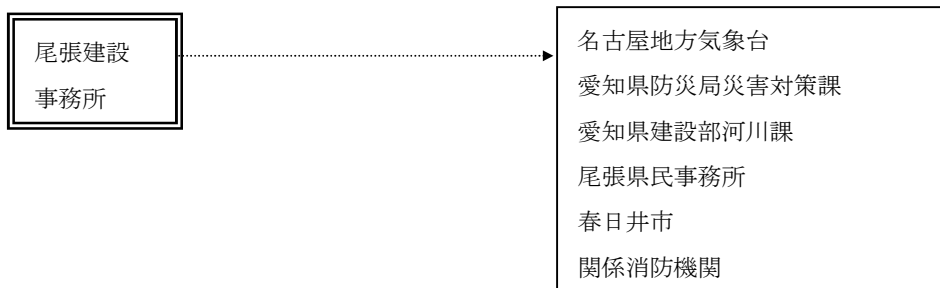 尾張建設
事務所
名古屋地方気象台
愛知県防災局災害対策課
愛知県建設部河川課
尾張県民事務所
春日井市
関係消防機関